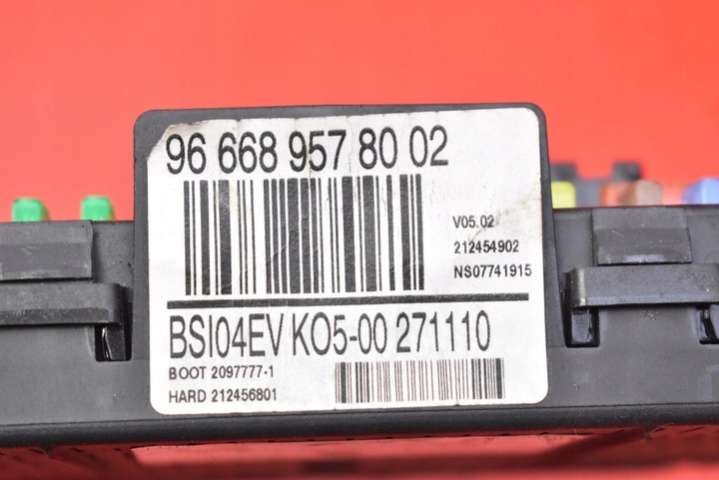 96 668 957 80 02
V05.02
212454902
NS07741915
BSI04EV KO5-00 271110
BOOT 2097777-1
HARD 212456801